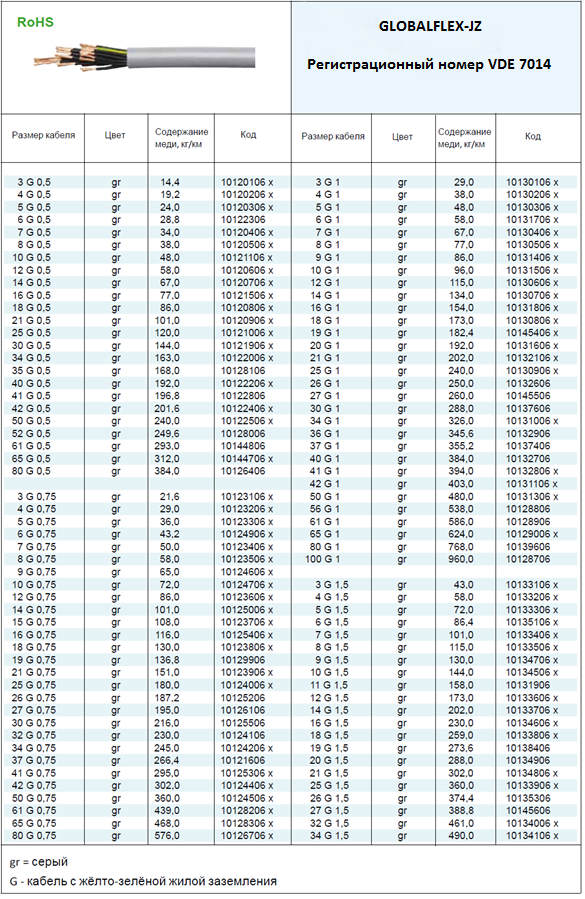 RoHS
GLOBALFLEX-JZ
Регистрационный номер VDE 7014
Размер кабеля Цвет Содержание меди, кг/км Код
3 G 0,5 gr 14,4 10120106 x
4 G 0,5 gr 19,2 10120206 x
5 G 0,5 gr 24,0 10120306 x
6 G 0,5 gr 28,8 10122306
7 G 0,5 gr 34,0 10120406 x
8 G 0,5 gr 38,0 10120506 x
10 G 0,5 gr 48,0 10121106 x
12 G 0,5 gr 58,0 10120606 x
14 G 0,5 gr 67,0 10120706 x
16 G 0,5 gr 77,0 10121506 x
18 G 0,5 gr 86,0 10120806 x
21 G 0,5 gr 101,0 10120906 x
25 G 0,5 gr 120,0 10121006 x
30 G 0,5 gr 144,0 10121906 x
34 G 0,5 gr 163,0 10122006 x
35 G 0,5 gr 168,0 10128106
40 G 0,5 gr 192,0 10122206 x
41 G 0,5 gr 196,8 10122806
42 G 0,5 gr 201,6 10122406 x
50 G 0,5 gr 240,0 10122506 x
52 G 0,5 gr 249,6 10128006
61 G 0,5 gr 293,0 10144806
65 G 0,5 gr 312,0 10144706 x
80 G 0,5 gr 384,0 10126406
3 G 0,75 gr 21,6 10123106 x
4 G 0,75 gr 29,0 10123206 x
5 G 0,75 gr 36,0 10123306 x
6 G 0,75 gr 43,2 10124906 x
7 G 0,75 gr 50,0 10123406 x
8 G 0,75 gr 58,0 10123506 x
9 G 0,75 gr 65,0 10124606 x
10 G 0,75 gr 72,0 10124706 x
12 G 0,75 gr 86,0 10123606 x
14 G 0,75 gr 101,0 10125006 x
15 G 0,75 gr 108,0 10123706 x
16 G 0,75 gr 116,0 10125406 x
18 G 0,75 gr 130,0 10123806 x
19 G 0,75 gr 136,8 10129906
21 G 0,75 gr 151,0 10123906 x
25 G 0,75 gr 180,0 10124006 x
26 G 0,75 gr 187,2 10125206
27 G 0,75 gr 195,0 10126106
30 G 0,75 gr 216,0 10125506
32 G 0,75 gr 230,0 10124106
34 G 0,75 gr 245,0 10124206 x
37 G 0,75 gr 266,4 10121606
41 G 0,75 gr 295,0 10125306 x
42 G 0,75 gr 302,0 10124406 x
50 G 0,75 gr 360,0 10124506 x
61 G 0,75 gr 439,0 10128206 x
65 G 0,75 gr 468,0 10128306 x
80 G 0,75 gr 576,0 10126706 x
Размер кабеля Цвет Содержание меди, кг/км Код
3 G 1 gr 29,0 10130106 x
4 G 1 gr 38,0 10130206 x
5 G 1 gr 48,0 10130306 x
6 G 1 gr 58,0 10131706 x
7 G 1 gr 67,0 10130406 x
8 G 1 gr 77,0 10130506 x
9 G 1 gr 86,0 10131406 x
10 G 1 gr 96,0 10131506 x
12 G 1 gr 115,0 10130606 x
14 G 1 gr 134,0 10130706 x
16 G 1 gr 154,0 10131806 x
18 G 1 gr 173,0 10130806 x
19 G 1 gr 182,4 10145406 x
20 G 1 gr 192,0 10131606 x
21 G 1 gr 202,0 10132106 x
25 G 1 gr 240,0 10130906 x
26 G 1 gr 250,0 10132606
27 G 1 gr 260,0 10145506
30 G 1 gr 288,0 10137606
34 G 1 gr 326,0 10131006 x
36 G 1 gr 345,6 10132906
37 G 1 gr 355,2 10137406
40 G 1 gr 384,0 10132706
41 G 1 gr 394,0 10132806 x
42 G 1 gr 403,0 10131106 x
50 G 1 gr 480,0 10131306 x
56 G 1 gr 538,0 10128806
61 G 1 gr 586,0 10128906
65 G 1 gr 624,0 10129006 x
80 G 1 gr 768,0 10139606
100 G 1 gr 960,0 10128706
3 G 1,5 gr 43,0 10133106 x
4 G 1,5 gr 58,0 10133206 x
5 G 1,5 gr 72,0 10133306 x
6 G 1,5 gr 86,4 10135106 x
7 G 1,5 gr 101,0 10133406 x
8 G 1,5 gr 115,0 10133506 x
9 G 1,5 gr 130,0 10134706 x
10 G 1,5 gr 144,0 10134506 x
11 G 1,5 gr 158,0 10131906
12 G 1,5 gr 173,0 10133606 x
14 G 1,5 gr 202,0 10133706 x
16 G 1,5 gr 230,0 10134606 x
18 G 1,5 gr 259,0 10133806 x
19 G 1,5 gr 273,6 10138406
20 G 1,5 gr 288,0 10134906
21 G 1,5 gr 302,0 10134806 x
25 G 1,5 gr 360,0 10133906 x
26 G 1,5 gr 374,4 10135306
27 G 1,5 gr 388,8 10145606
32 G 1,5 gr 461,0 10134006 x
34 G 1,5 gr 490,0 10134106 x
gr = серый
G - кабель с жёлто-зелёной жилой заземления